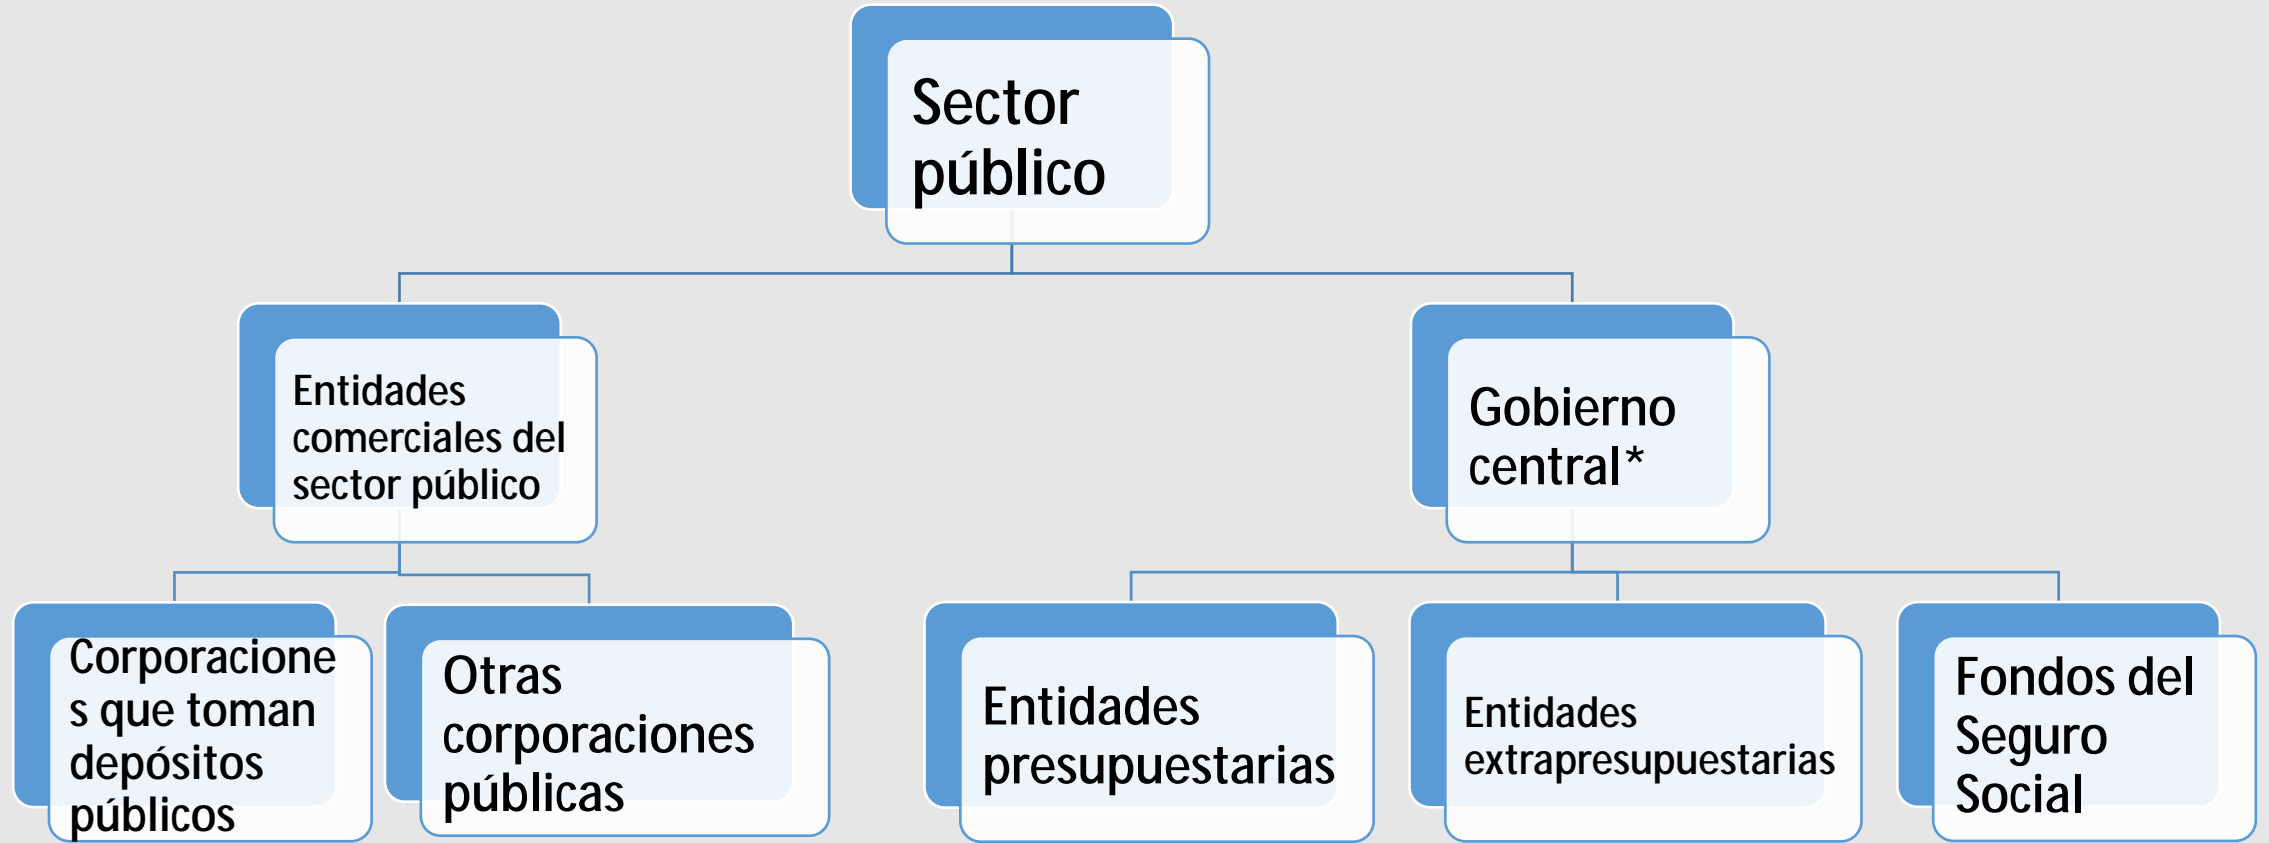 Sector
público
Entidades
comerciales del
sector público
Gobierno
central*
Corporacione
s que toman
depósitos
públicos
Otras
corporaciones
públicas
Entidades
presupuestarias
Entidades
extrapresupuestarias
Fondos del
Seguro
Social